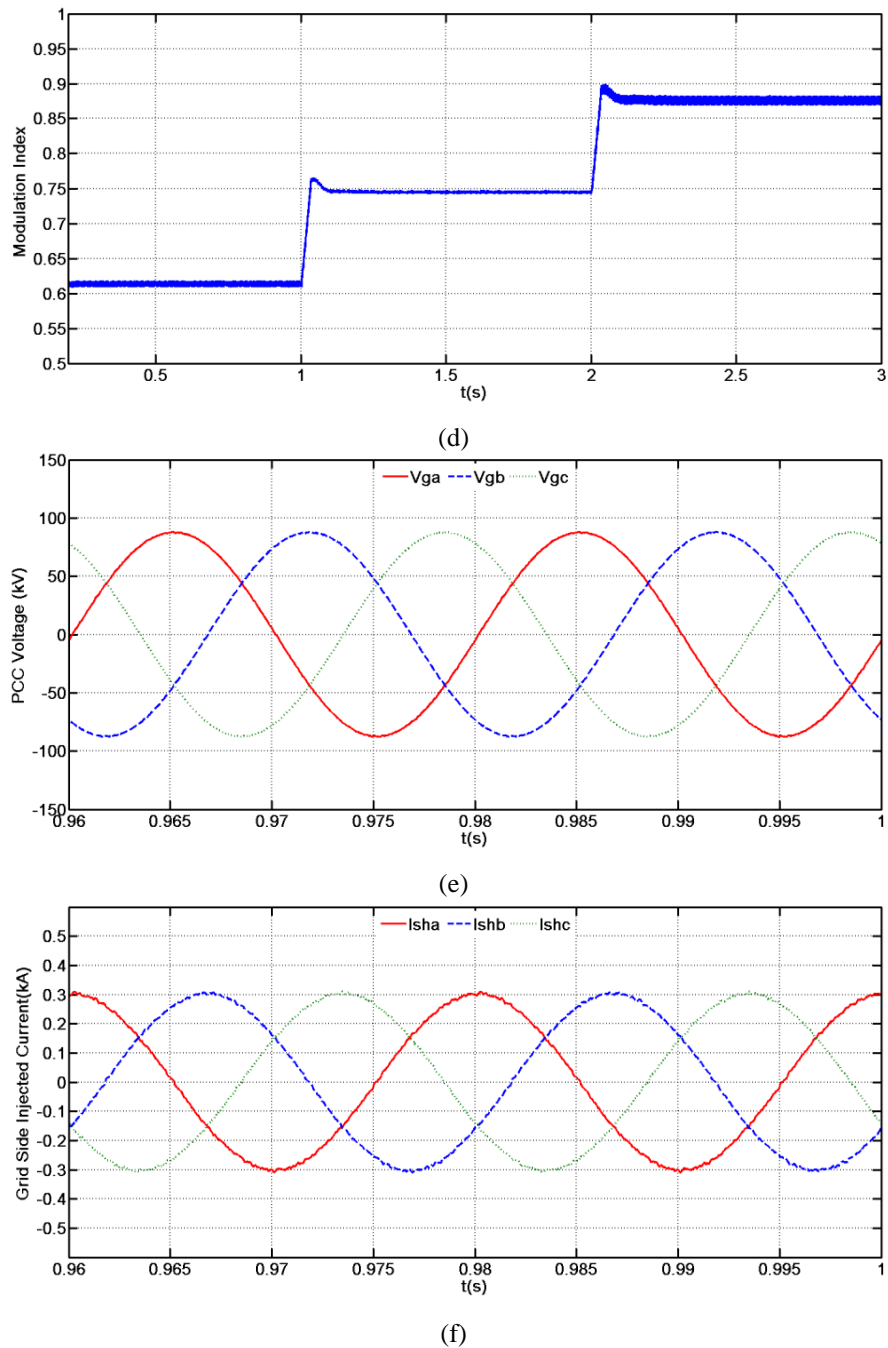 1
0.95
0.9
0.85
0.8
0.75
0.7
0.65
0.6
0.55
0.5
Modulation Index
0.5 1 1.5 2 2.5 3
t(s)
(d)
150
100
50
0
-50
-100
-150
PCC Voltage (kV)
Vga Vgb Vgc
0.96 0.965 0.97 0.975 0.98 0.985 0.99 0.995 1
t(s)
(e)
0.5
0.4
0.3
0.2
0.1
0
-0.1
-0.2
-0.3
-0.4
-0.5
Grid Side Injected Current(kA)
Isha Ishb Ishc
0.96 0.965 0.97 0.975 0.98 0.985 0.99 0.995 1
t(s)
(f)